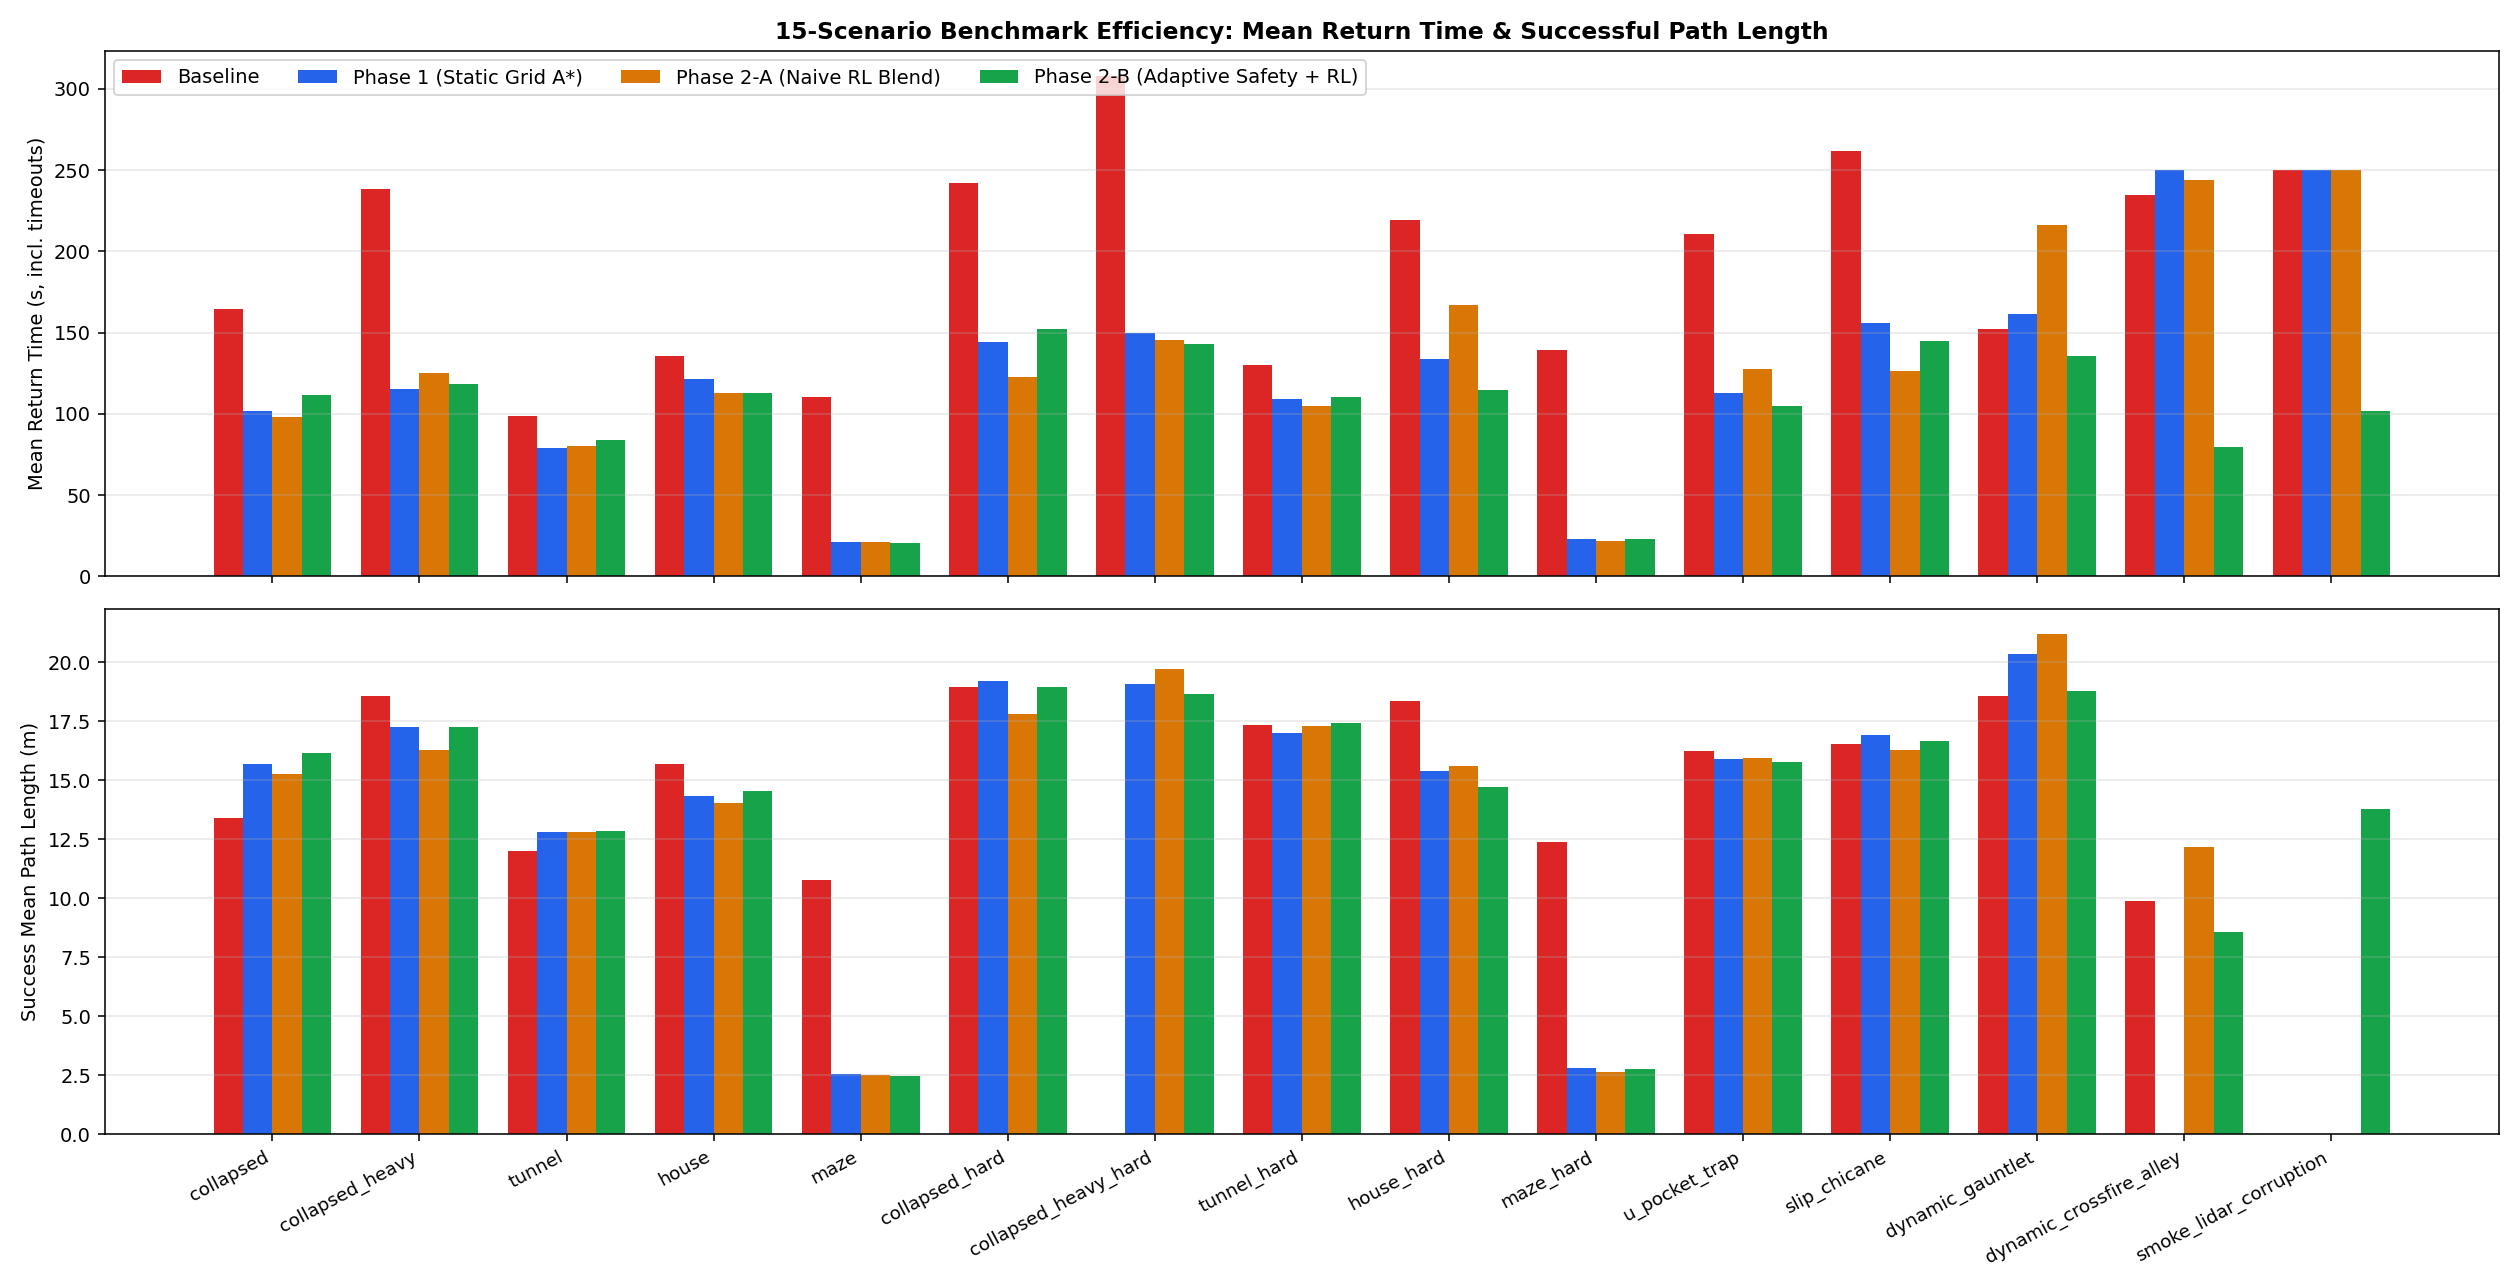 15-Scenario Benchmark Efficiency: Mean Return Time & Successful Path Length
Baseline
Phase 1 (Static Grid A*)
Phase 2-A (Naive RL Blend)
Phase 2-B (Adaptive Safety + RL)
Mean Return Time (s, incl. timeouts)
300
250
200
150
100
50
0
Success Mean Path Length (m)
20.0
17.5
15.0
12.5
10.0
7.5
5.0
2.5
0.0
collapsed
collapsed_heavy
tunnel
house
maze
collapsed_hard
collapsed_heavy_hard
tunnel_hard
house_hard
maze_hard
u_pocket_trap
slip_chicane
dynamic_gauntlet
dynamic_crossfire_alley
smoke_lidar_corruption